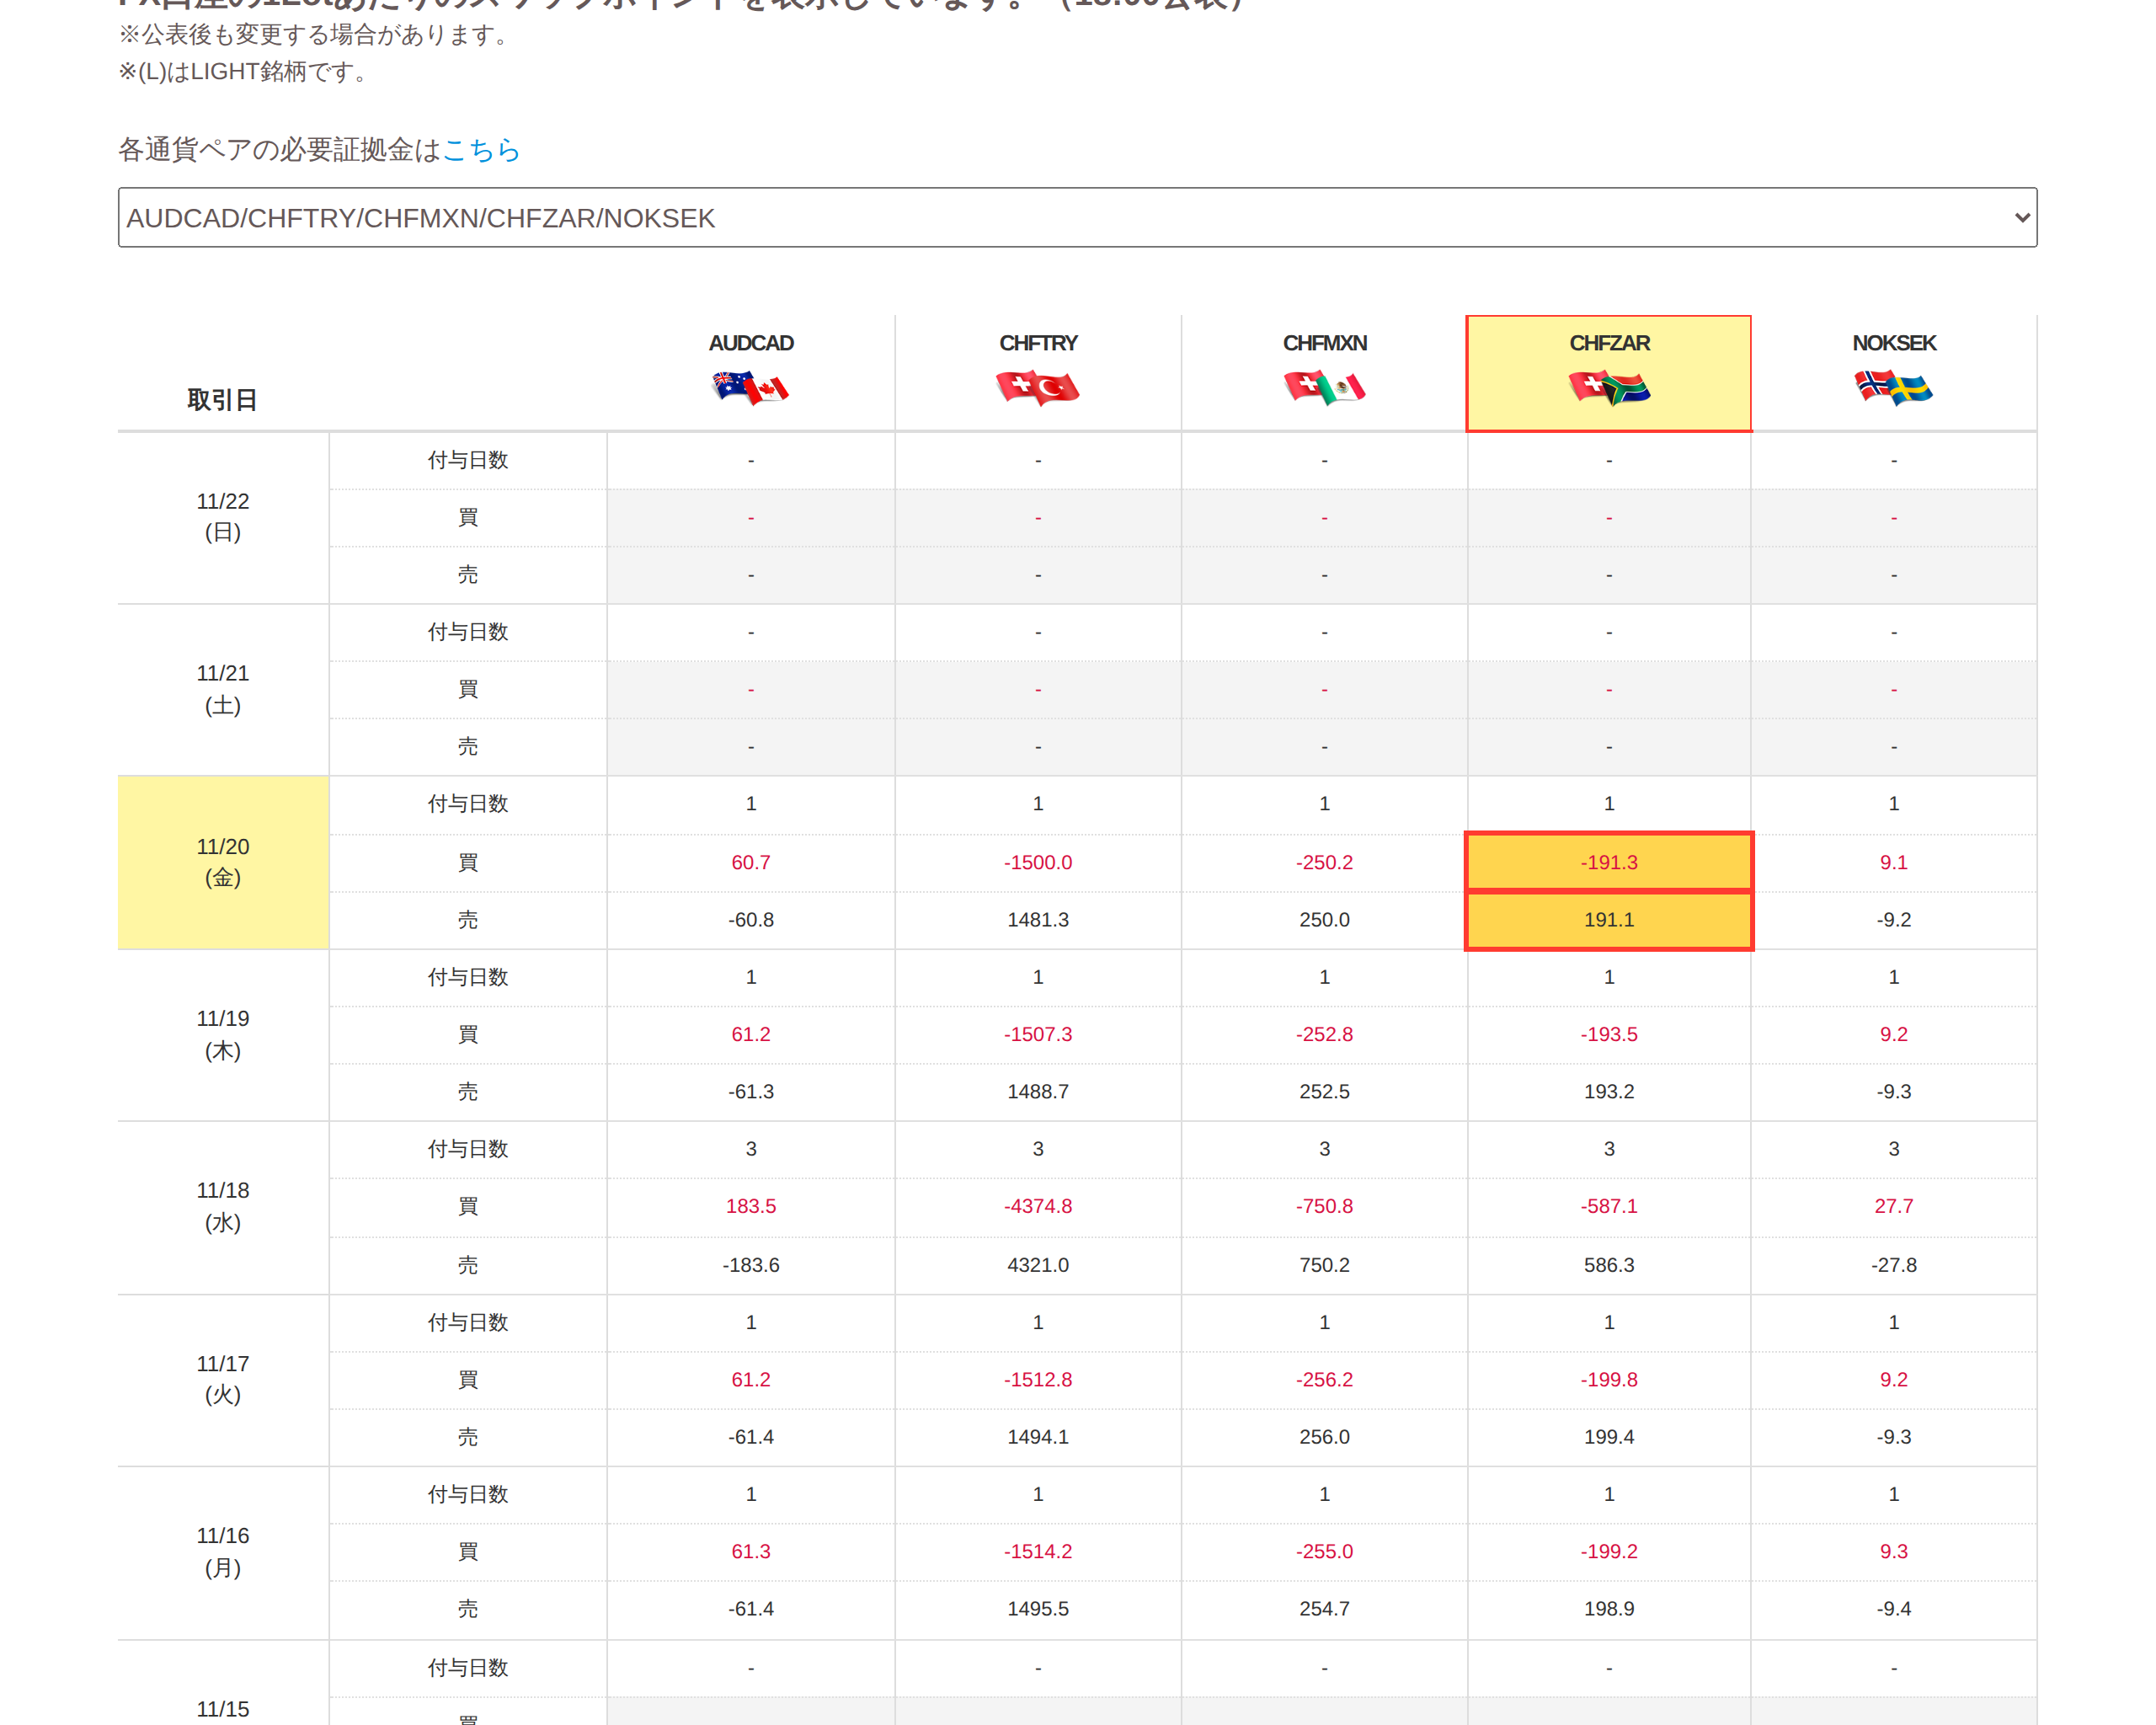 ※公表後も変更する場合があります。
※(L)はLIGHT銘柄です。
各通貨ペアの必要証拠金はこちら
AUDCAD/CHFTRY/CHFMXN/CHFZAR/NOKSEK
取引日 AUDCAD CHFTRY CHFMXN CHFZAR NOKSEK
11/22 (日)
付与日数 - - - - -
買 - - - - -
売 - - - - -
11/21 (土)
付与日数 - - - - -
買 - - - - -
売 - - - - -
11/20 (金)
付与日数 1 1 1 1 1
買 60.7 -1500.0 -250.2 -191.3 9.1
売 -60.8 1481.3 250.0 191.1 -9.2
11/19 (木)
付与日数 1 1 1 1 1
買 61.2 -1507.3 -252.8 -193.5 9.2
売 -61.3 1488.7 252.5 193.2 -9.3
11/18 (水)
付与日数 3 3 3 3 3
買 183.5 -4374.8 -750.8 -587.1 27.7
売 -183.6 4321.0 750.2 586.3 -27.8
11/17 (火)
付与日数 1 1 1 1 1
買 61.2 -1512.8 -256.2 -199.8 9.2
売 -61.4 1494.1 256.0 199.4 -9.3
11/16 (月)
付与日数 1 1 1 1 1
買 61.3 -1514.2 -255.0 -199.2 9.3
売 -61.4 1495.5 254.7 198.9 -9.4
11/15
付与日数 - - - - -
買